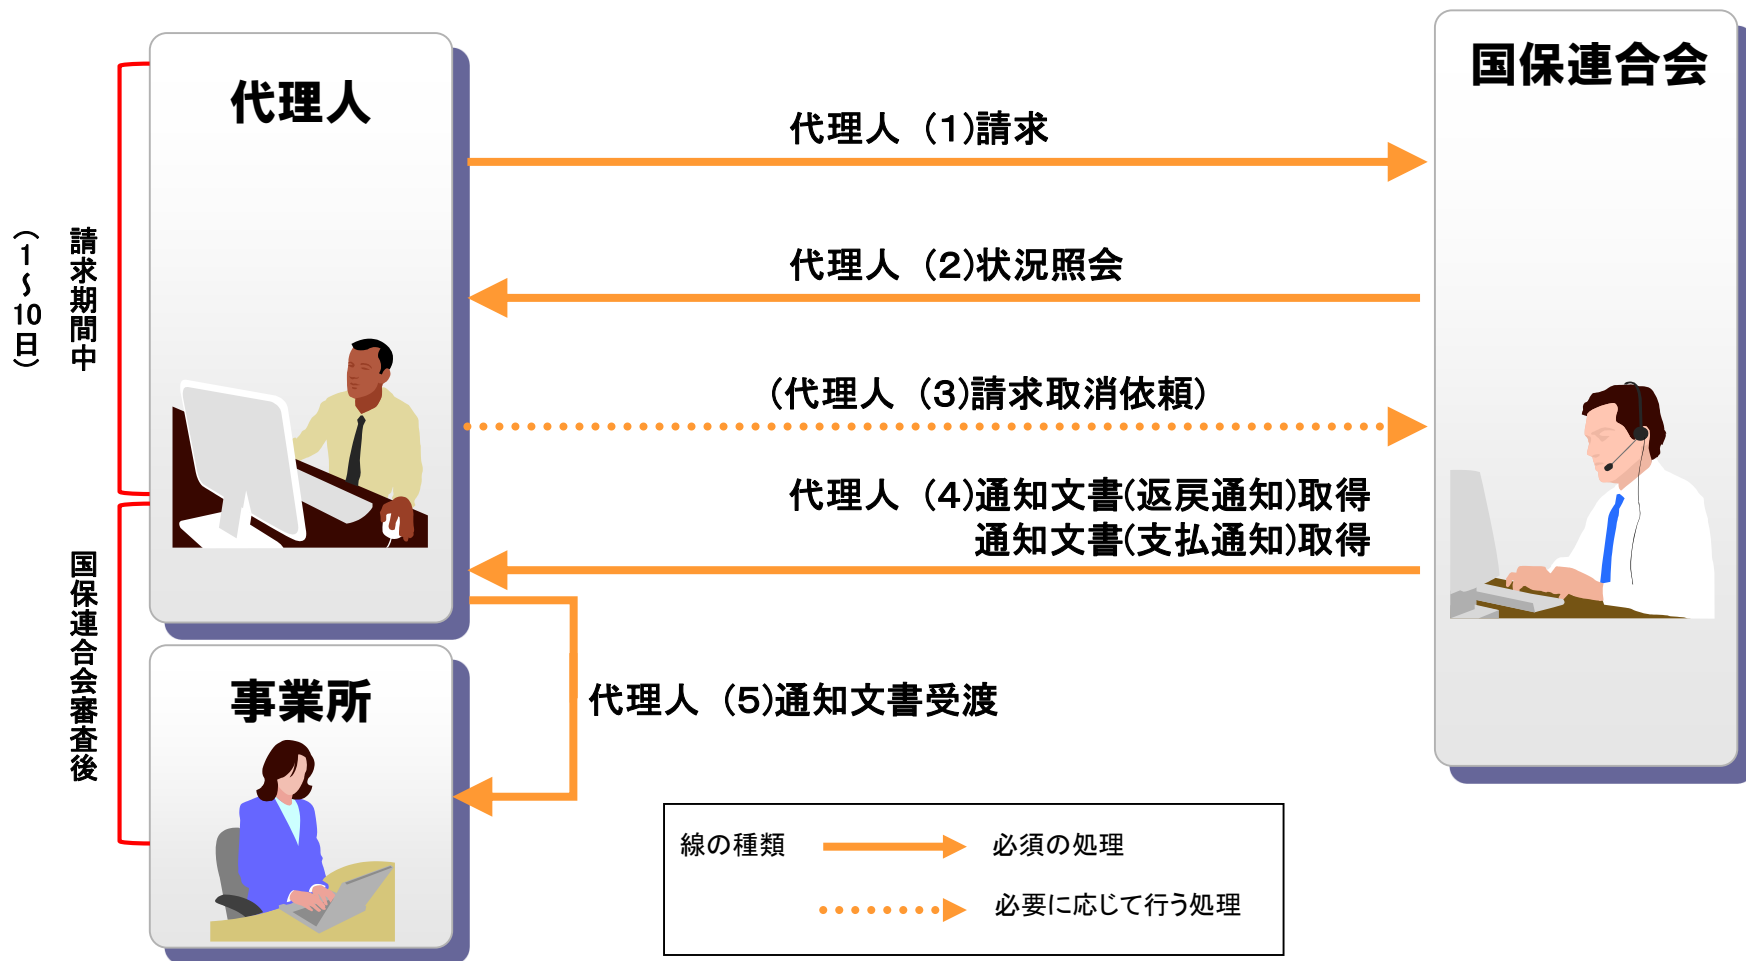 代理人
国保連合会
代理人 (1)請求
代理人 (2)状況照会
(代理人 (3)請求取消依頼)
代理人 (4)通知文書(返戻通知)取得
通知文書(支払通知)取得
請求期間中
(1～10日)
国保連合会審査後
事業所
代理人 (5)通知文書受渡
線の種類 必須の処理
必要に応じて行う処理